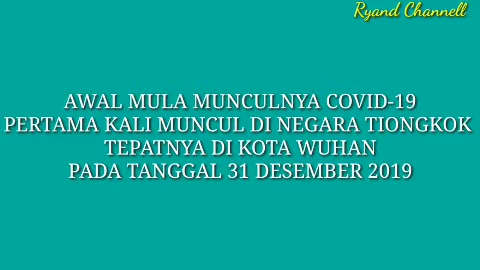 Ryand Channell
AWAL MULA MUNCULNYA COVID-19
PERTAMA KALI MUNCUL DI NEGARA TIONGKOK
TEPATNYA DI KOTA WUHAN
PADA TANGGAL 31 DESEMBER 2019